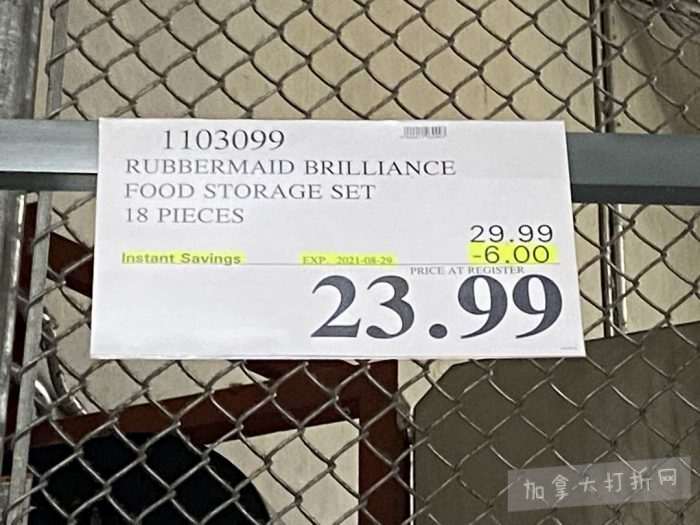 1103099
RUBBERMAID BRILLIANCE
FOOD STORAGE SET
18 PIECES
29.99
Instant Savings EXP. 2021-08-29 -6.00
PRICE AT REGISTER
23.99
加拿大打折网